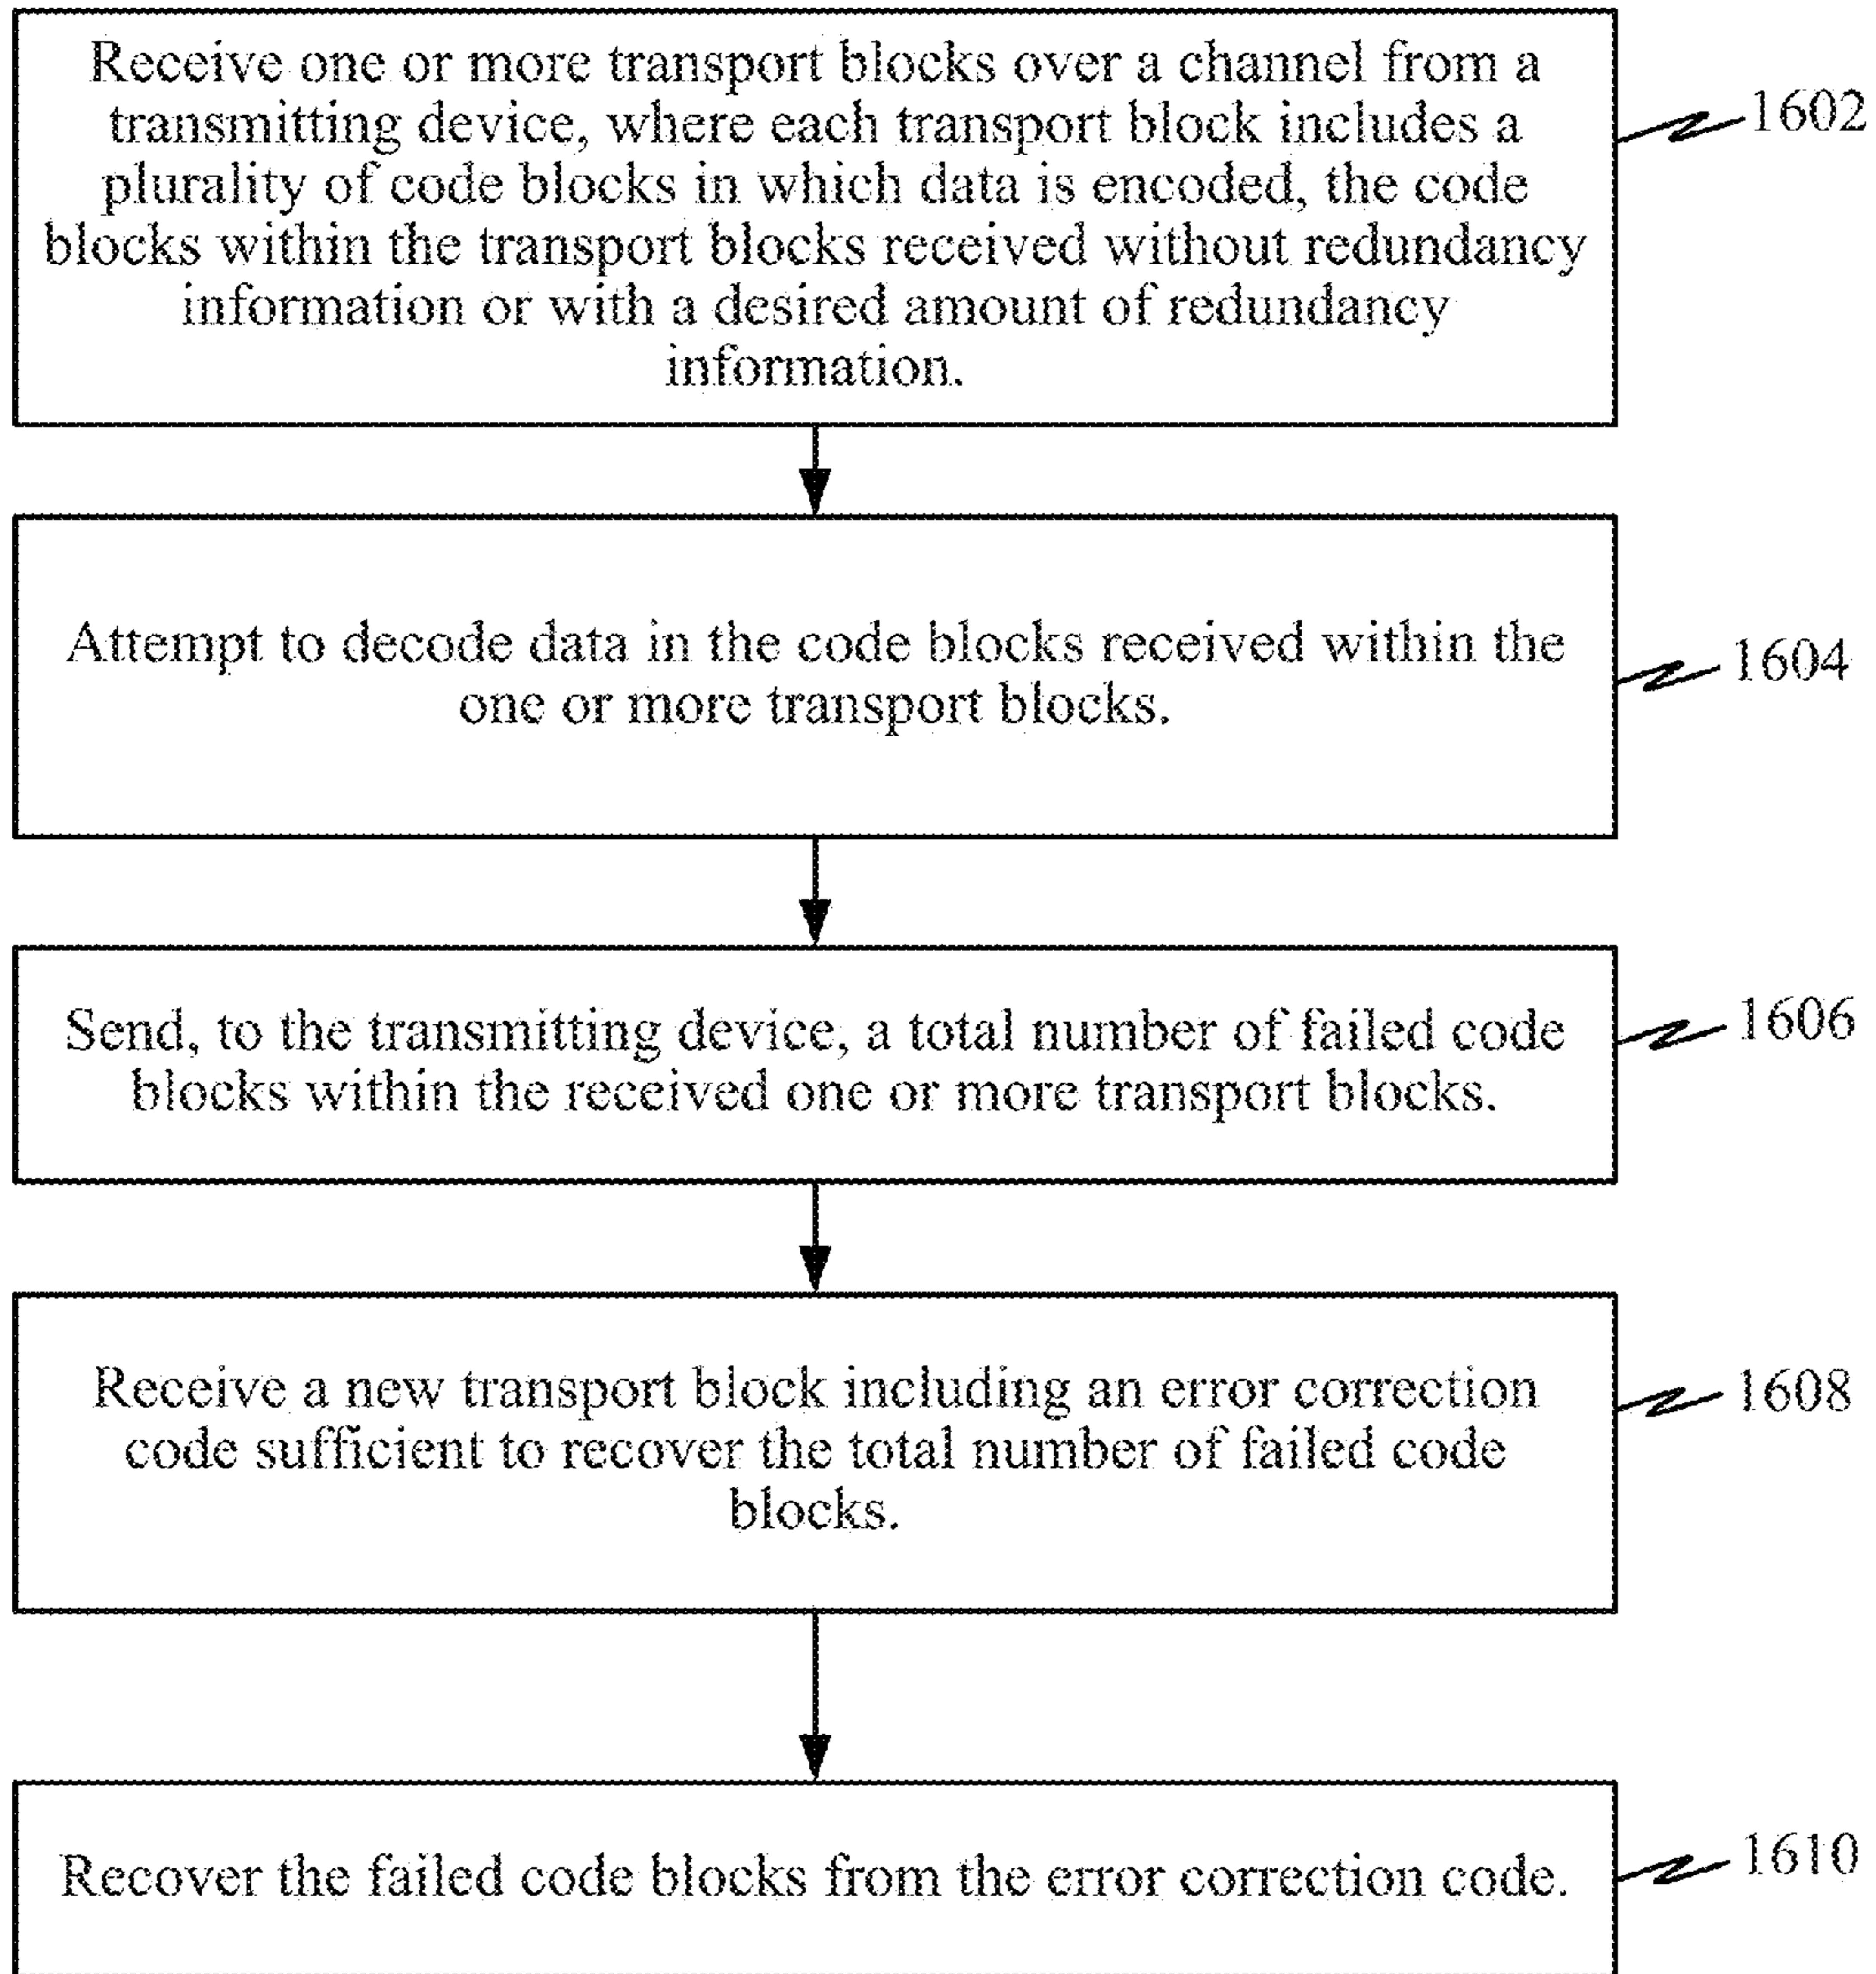 Receive one or more transport blocks over a channel from a
transmitting device, where each transport block includes a
plurality of code blocks in which data is encoded, the code
blocks within the transport blocks received without redundancy
information or with a desired amount of redundancy
information.
1602
Attempt to decode data in the code blocks received within the
one or more transport blocks.
1604
Send, to the transmitting device, a total number of failed code
blocks within the received one or more transport blocks.
1606
Receive a new transport block including an error correction
code sufficient to recover the total number of failed code
blocks.
1608
Recover the failed code blocks from the error correction code.
1610